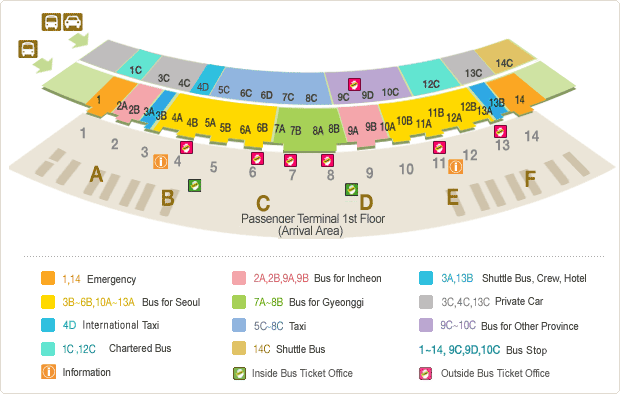 1C 3C 4C 4D 5C 6C 6D 7C 8C 9C 9D 10C 12C 13C 14C
1 2A 2B 3A 3B 4A 4B 5A 5B 6A 6B 7A 7B 8A 8B 9A 9B 10A 10B 11A 11B 12A 12B 13A 13B 14
1 2 3 4 5 6 7 8 9 10 11 12 13 14
A B C D E F
Passenger Terminal 1st Floor
(Arrival Area)
1,14 Emergency
2A,2B,9A,9B Bus for Incheon
3A,13B Shuttle Bus, Crew, Hotel
3B~6B,10A~13A Bus for Seoul
7A~8B Bus for Gyeonggi
3C,4C,13C Private Car
4D International Taxi
5C~8C Taxi
9C~10C Bus for Other Province
1C ,12C Chartered Bus
14C Shuttle Bus
1~14, 9C,9D,10C Bus Stop
Information
Inside Bus Ticket Office
Outside Bus Ticket Office